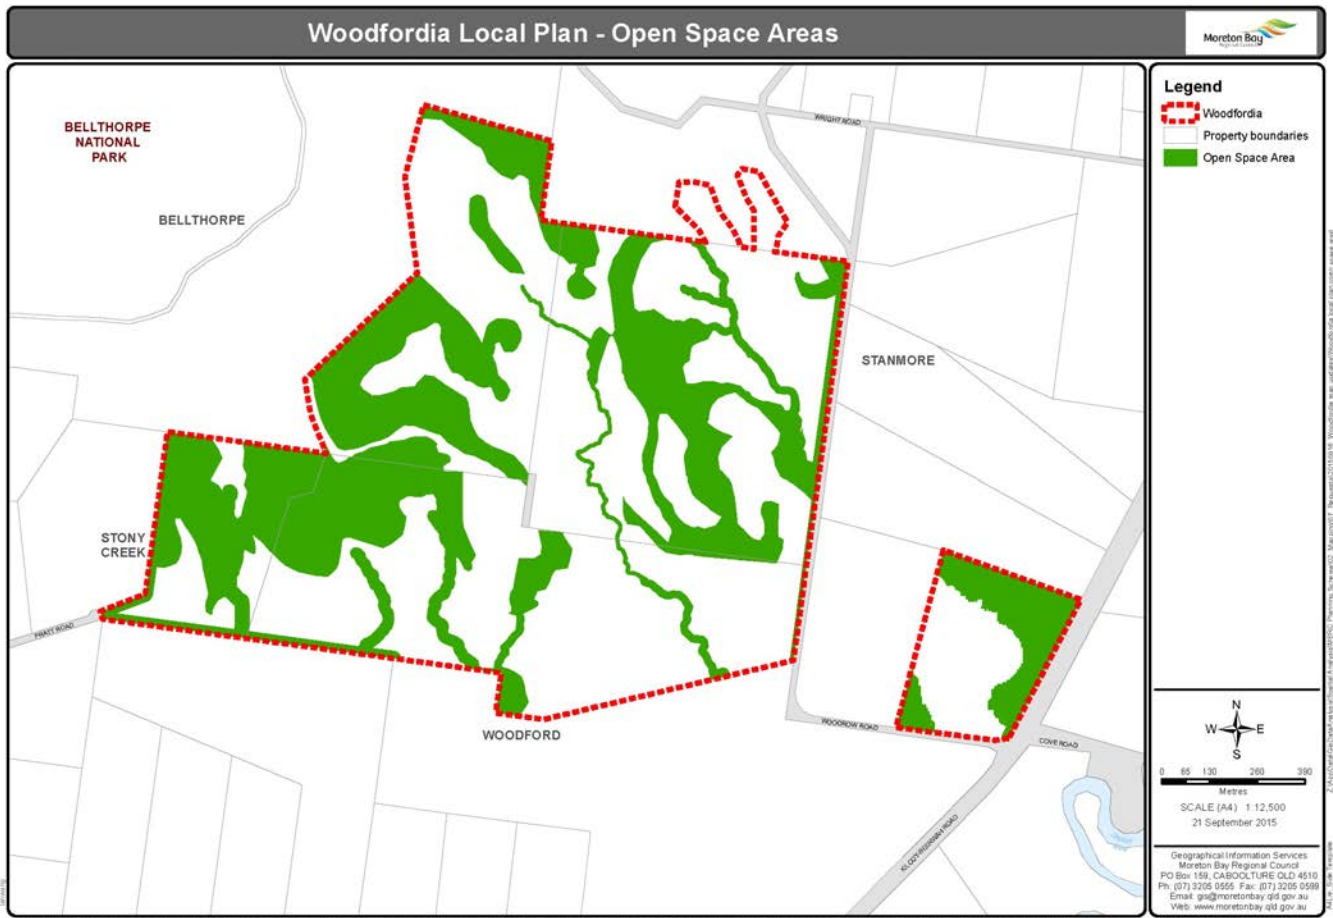 Woodfordia Local Plan - Open Space Areas
Moreton Bay
Regional Council
Legend
Woodfordia
Property boundaries
Open Space Area
BELLTHORPE
NATIONAL
PARK
BELLTHORPE
WRIGHT ROAD
STANMORE
STONY
CREEK
PRATT ROAD
WOODFORD
WOODROW ROAD
COVE ROAD
N
W E
S
0 65 130 260 390
Metres
SCALE (A4) 1:12,500
21 September 2015
Geographical Information Services
Moreton Bay Regional Council
PO Box 159, CABOOLTURE QLD 4510
Ph: (07) 3205 0555 Fax: (07) 3205 0599
Email: gis@moretonbay.qld.gov.au
Web: www.moretonbay.qld.gov.au